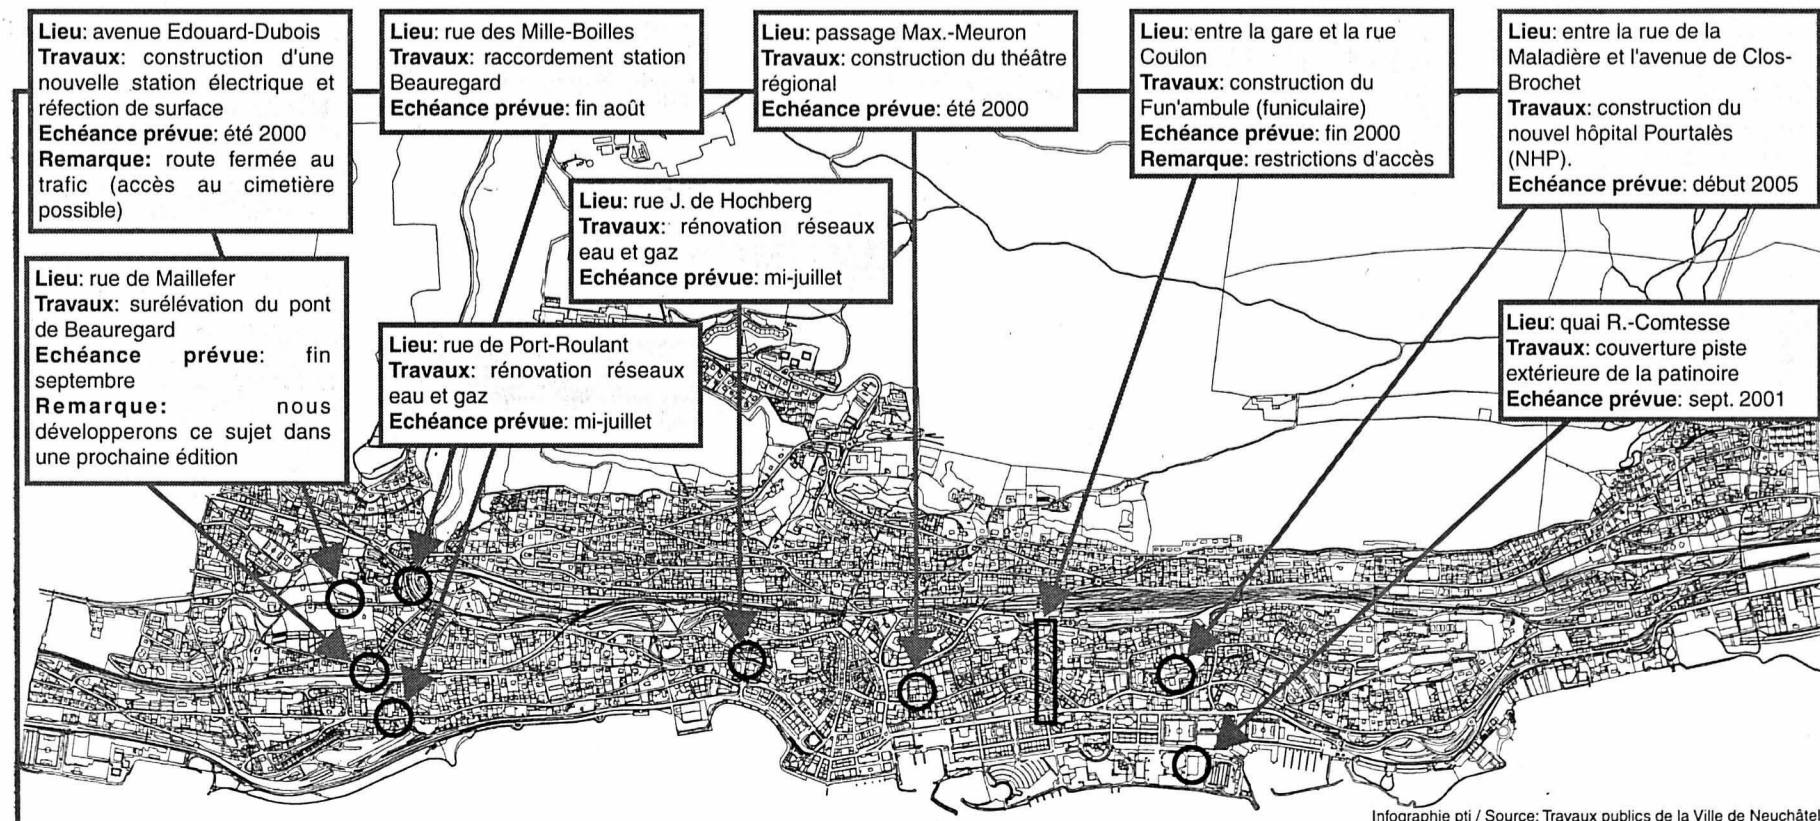 Lieu: avenue Edouard-Dubois
Travaux: construction d'une
nouvelle station électrique et
réfection de surface
Echéance prévue: été 2000
Remarque: route fermée au
trafic (accès au cimetière
possible)
Lieu: rue des Mille-Boilles
Travaux: raccordement station
Beauregard
Echéance prévue: fin août
Lieu: passage Max.-Meuron
Travaux: construction du théâtre
régional
Echéance prévue: été 2000
Lieu: entre la gare et la rue
Coulon
Travaux: construction du
Fun'ambule (funiculaire)
Echéance prévue: fin 2000
Remarque: restrictions d'accès
Lieu: entre la rue de la
Maladière et l'avenue de Clos-
Brochet
Travaux: construction du
nouvel hôpital Pourtalès
(NHP).
Echéance prévue: début 2005
Lieu: rue J. de Hochberg
Travaux: rénovation réseaux
eau et gaz
Echéance prévue: mi-juillet
Lieu: rue de Maillefer
Travaux: surélévation du pont
de Beauregard
Echéance prévue: fin
septembre
Remarque: nous
développerons ce sujet dans
une prochaine édition
Lieu: rue de Port-Roulant
Travaux: rénovation réseaux
eau et gaz
Echéance prévue: mi-juillet
Lieu: quai R.-Comtesse
Travaux: couverture piste
extérieure de la patinoire
Echéance prévue: sept. 2001
Infographie pti / Source: Travaux publics de la Ville de Neuchâtel